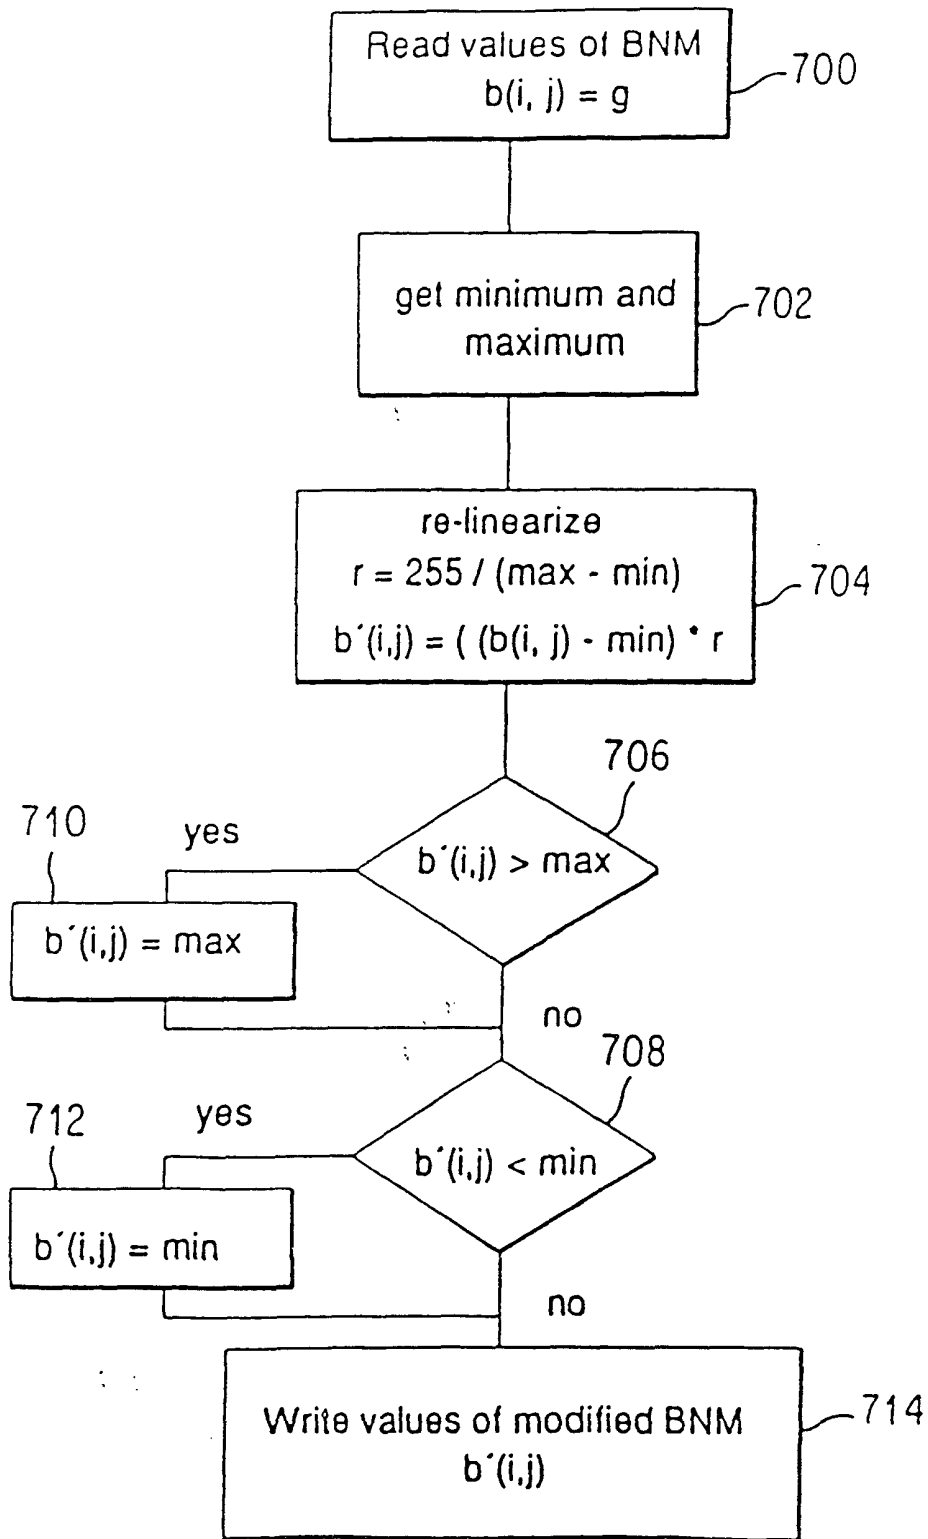 Read values of BNM
b(i, j) = g
700
get minimum and
maximum
702
re-linearize
r = 255 / (max - min)
b´(i,j) = ( (b(i, j) - min) * r
704
706
b´(i,j) > max
yes
710
b´(i,j) = max
no
708
b´(i,j) < min
yes
712
b´(i,j) = min
no
Write values of modified BNM
b´(i,j)
714